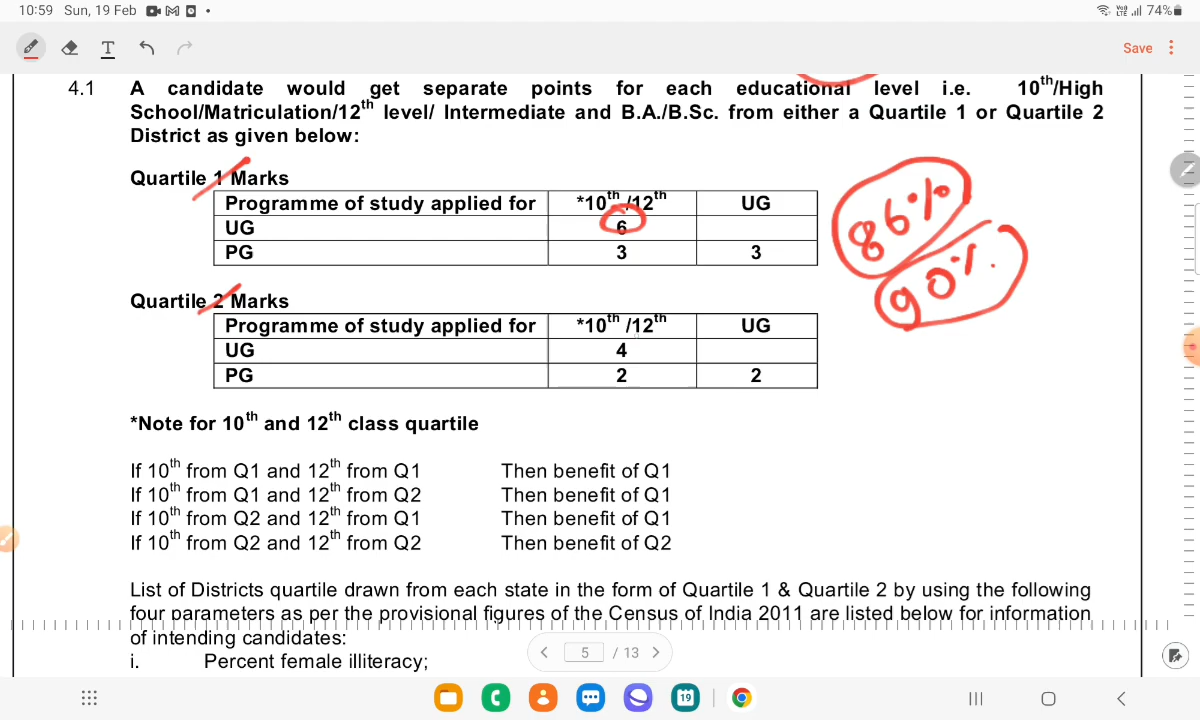 10:59 Sun, 19 Feb
74%
Save
4.1 A candidate would get separate points for each educational level i.e. 10th/High
School/Matriculation/12th level/ Intermediate and B.A./B.Sc. from either a Quartile 1 or Quartile 2
District as given below:
Quartile 1 Marks
Programme of study applied for *10th /12th UG
UG 6
PG 3 3
86%
90%.
Quartile 2 Marks
Programme of study applied for *10th /12th UG
UG 4
PG 2 2
*Note for 10th and 12th class quartile
If 10th from Q1 and 12th from Q1 Then benefit of Q1
If 10th from Q1 and 12th from Q2 Then benefit of Q1
If 10th from Q2 and 12th from Q1 Then benefit of Q1
If 10th from Q2 and 12th from Q2 Then benefit of Q2
List of Districts quartile drawn from each state in the form of Quartile 1 & Quartile 2 by using the following
four parameters as per the provisional figures of the Census of India 2011 are listed below for information
of intending candidates:
5 / 13
i. Percent female illiteracy;
19